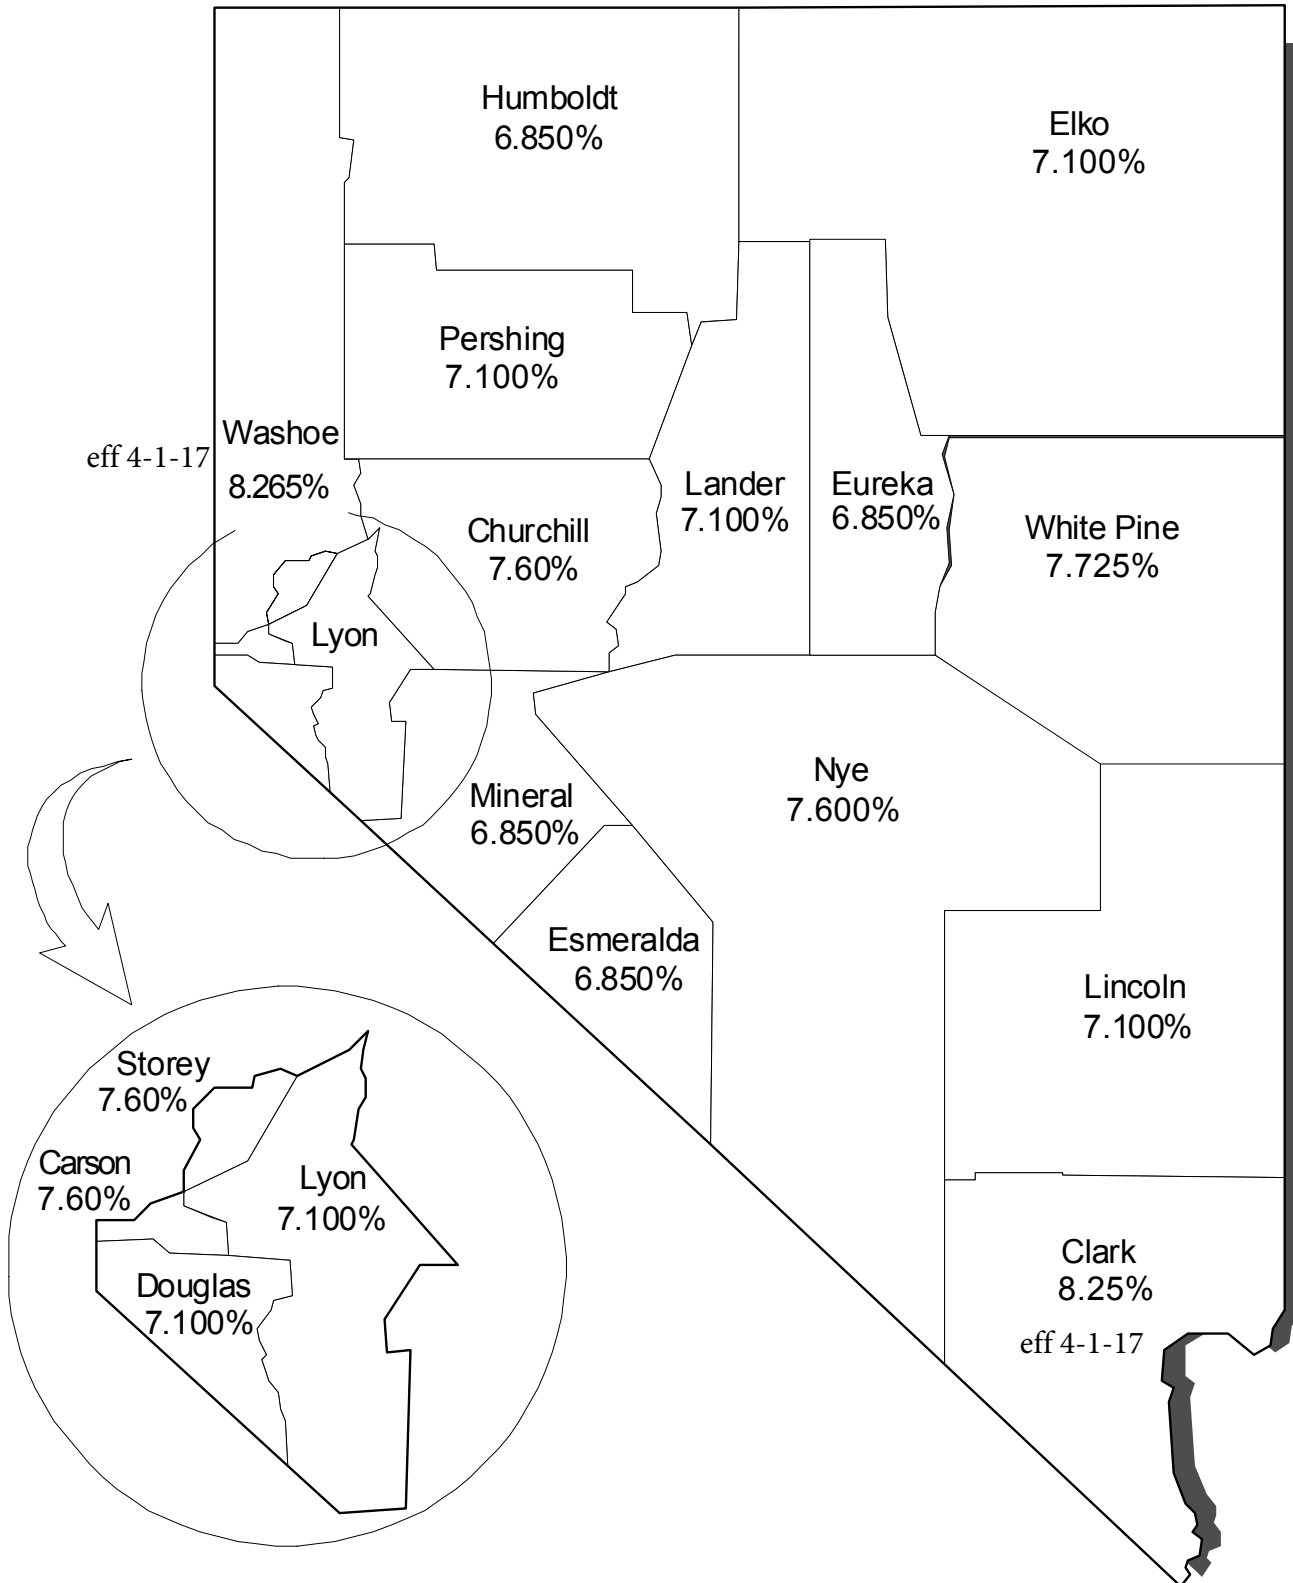 Humboldt
6.850%
Elko
7.100%
Pershing
7.100%
Washoe
eff 4-1-17
8.265%
Churchill
7.60%
Lander
7.100%
Eureka
6.850%
White Pine
7.725%
Lyon
Mineral
6.850%
Nye
7.600%
Esmeralda
6.850%
Lincoln
7.100%
Storey
7.60%
Carson
7.60%
Lyon
7.100%
Douglas
7.100%
Clark
8.25%
eff 4-1-17